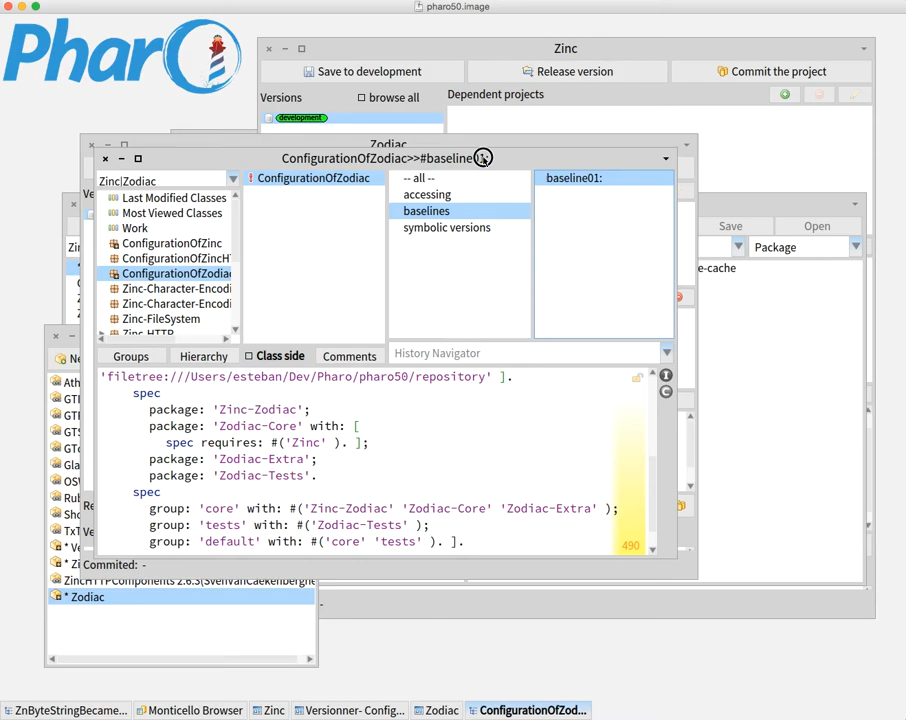 pharo50.image
Pharo
Zinc
Save to development
Release version
Commit the project
Versions
browse all
Dependent projects
development
Zodiac
ConfigurationOfZodiac>>#baseline01:
Zinc|Zodiac
ConfigurationOfZodiac
-- all --
baseline01:
Last Modified Classes
accessing
Most Viewed Classes
baselines
Work
symbolic versions
Save
Open
ConfigurationOfZinc
Package
ConfigurationOfZincH
e-cache
ConfigurationOfZodiac
Zinc-Character-Encodi
Zinc-Character-Encodi
Zinc-FileSystem
Zinc-HTTP
Groups
Hierarchy
Class side
Comments
History Navigator
'filetree:///Users/esteban/Dev/Pharo/pharo50/repository' ].
spec
package: 'Zinc-Zodiac';
package: 'Zodiac-Core' with: [
spec requires: #('Zinc' ). ];
package: 'Zodiac-Extra';
package: 'Zodiac-Tests'.
spec
group: 'core' with: #('Zinc-Zodiac' 'Zodiac-Core' 'Zodiac-Extra' );
group: 'tests' with: #('Zodiac-Tests' );
group: 'default' with: #('core' 'tests' ). ].
490
Commited: -
ZincHTTPComponents 2.6.3(SvenVanCaekenberghe
* Zodiac
ZnByteStringBecame...
Monticello Browser
Zinc
Versionner- Config...
Zodiac
ConfigurationOfZod...